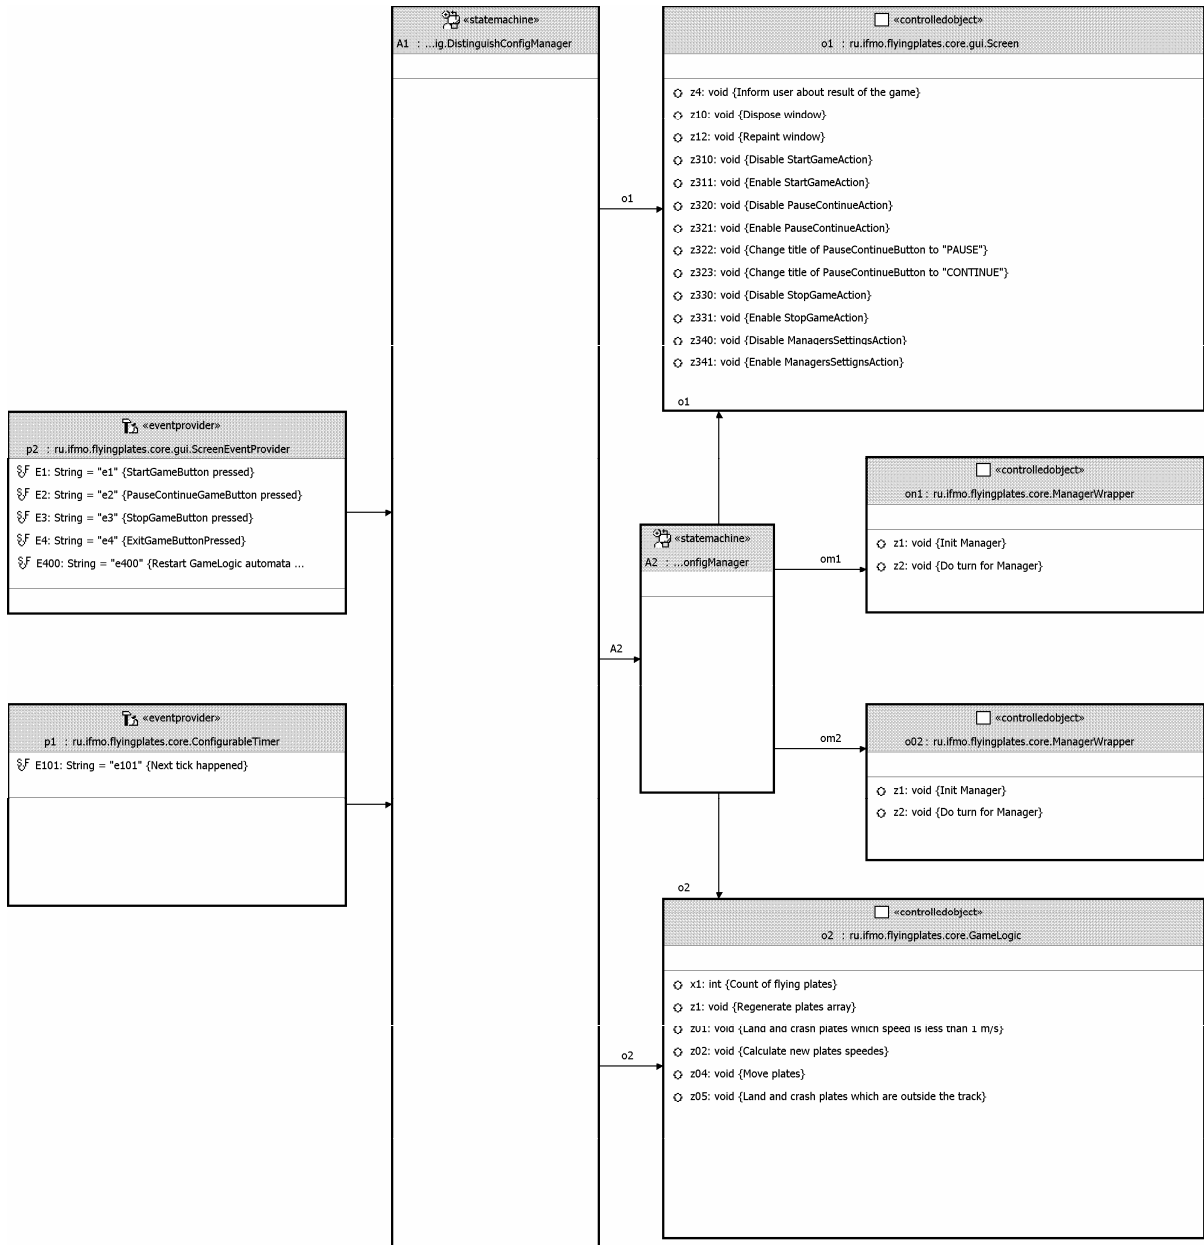 «statemachine»
A1 : ...ig.DistinguishConfigManager
«controlledobject»
o1 : ru.ifmo.flyingplates.core.gui.Screen
z4: void {Inform user about result of the game}
z10: void {Dispose window}
z12: void {Repaint window}
z310: void {Disable StartGameAction}
z311: void {Enable StartGameAction}
z320: void {Disable PauseContinueAction}
z321: void {Enable PauseContinueAction}
z322: void {Change title of PauseContinueButton to "PAUSE"}
z323: void {Change title of PauseContinueButton to "CONTINUE"}
z330: void {Disable StopGameAction}
z331: void {Enable StopGameAction}
z340: void {Disable ManagersSettingsAction}
z341: void {Enable ManagersSettignsAction}
o1
o1
«eventprovider»
p2 : ru.ifmo.flyingplates.core.gui.ScreenEventProvider
E1: String = "e1" {StartGameButton pressed}
E2: String = "e2" {PauseContinueGameButton pressed}
E3: String = "e3" {StopGameButton pressed}
E4: String = "e4" {ExitGameButtonPressed}
E400: String = "e400" {Restart GameLogic automata ...
«controlledobject»
on1 : ru.ifmo.flyingplates.core.ManagerWrapper
z1: void {Init Manager}
z2: void {Do turn for Manager}
«statemachine»
A2 : ...onfigManager
om1
A2
om2
«eventprovider»
p1 : ru.ifmo.flyingplates.core.ConfigurableTimer
E101: String = "e101" {Next tick happened}
«controlledobject»
o02 : ru.ifmo.flyingplates.core.ManagerWrapper
z1: void {Init Manager}
z2: void {Do turn for Manager}
o2
«controlledobject»
o2 : ru.ifmo.flyingplates.core.GameLogic
x1: int {Count of flying plates}
z1: void {Regenerate plates array}
z01: void {Land and crash plates which speed is less than 1 m/s}
z02: void {Calculate new plates speedes}
z04: void {Move plates}
z05: void {Land and crash plates which are outside the track}
o2